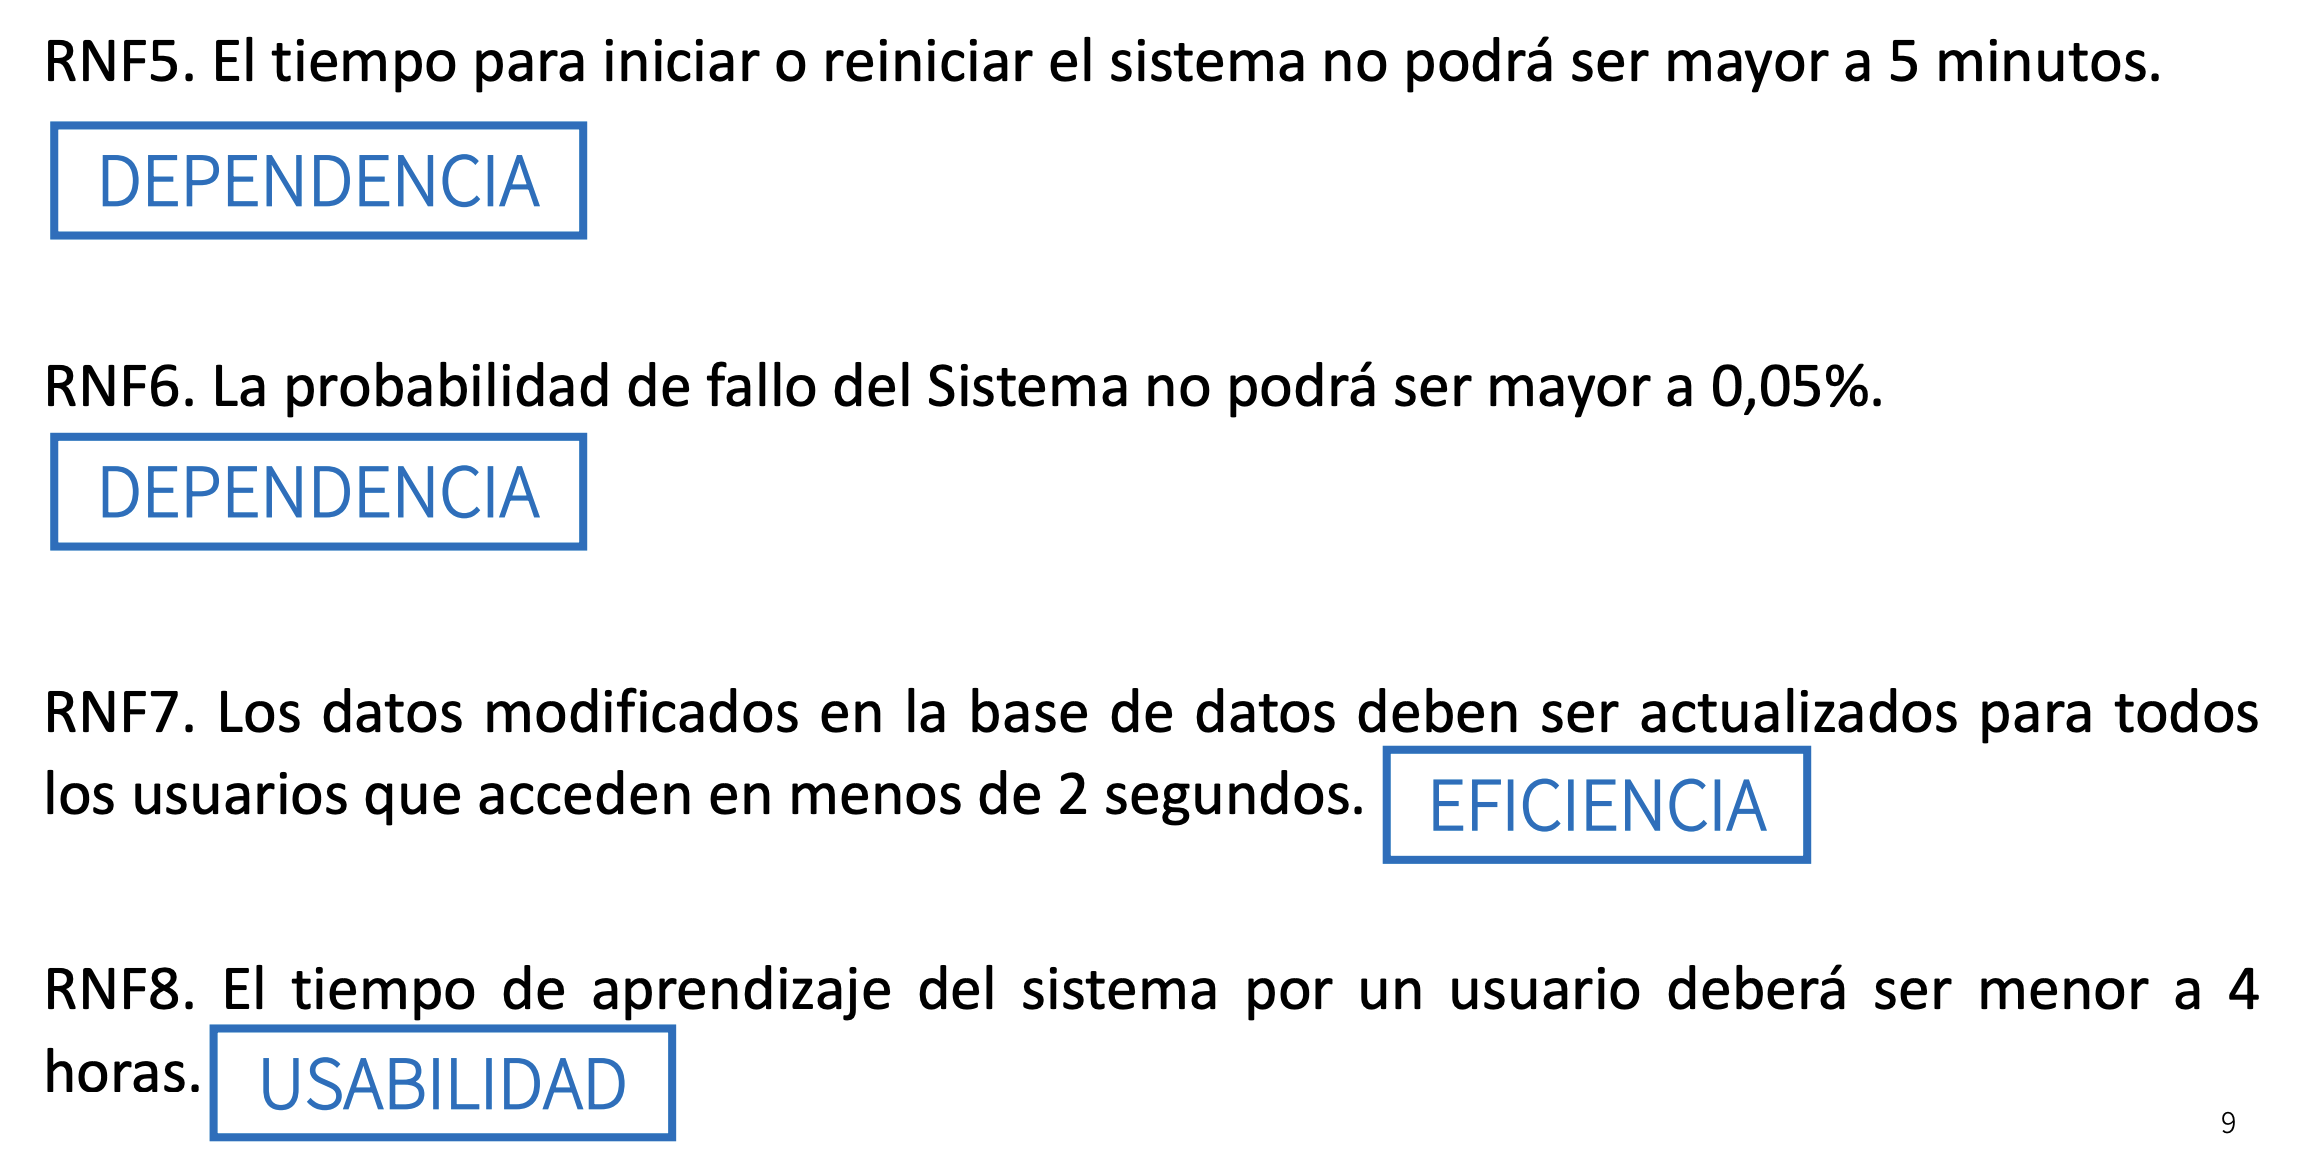 RNF5. El tiempo para iniciar o reiniciar el sistema no podrá ser mayor a 5 minutos.
DEPENDENCIA
RNF6. La probabilidad de fallo del Sistema no podrá ser mayor a 0,05%.
DEPENDENCIA
RNF7. Los datos modificados en la base de datos deben ser actualizados para todos
los usuarios que acceden en menos de 2 segundos. EFICIENCIA
RNF8. El tiempo de aprendizaje del sistema por un usuario deberá ser menor a 4
horas. USABILIDAD
9